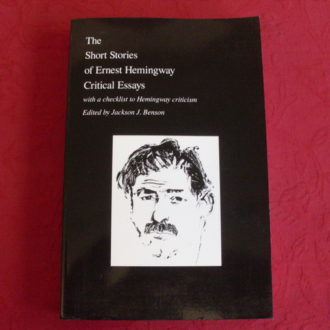 The
Short Stories
of Ernest Hemingway
Critical Essays
with a checklist to Hemingway criticism
Edited by Jackson J. Benson